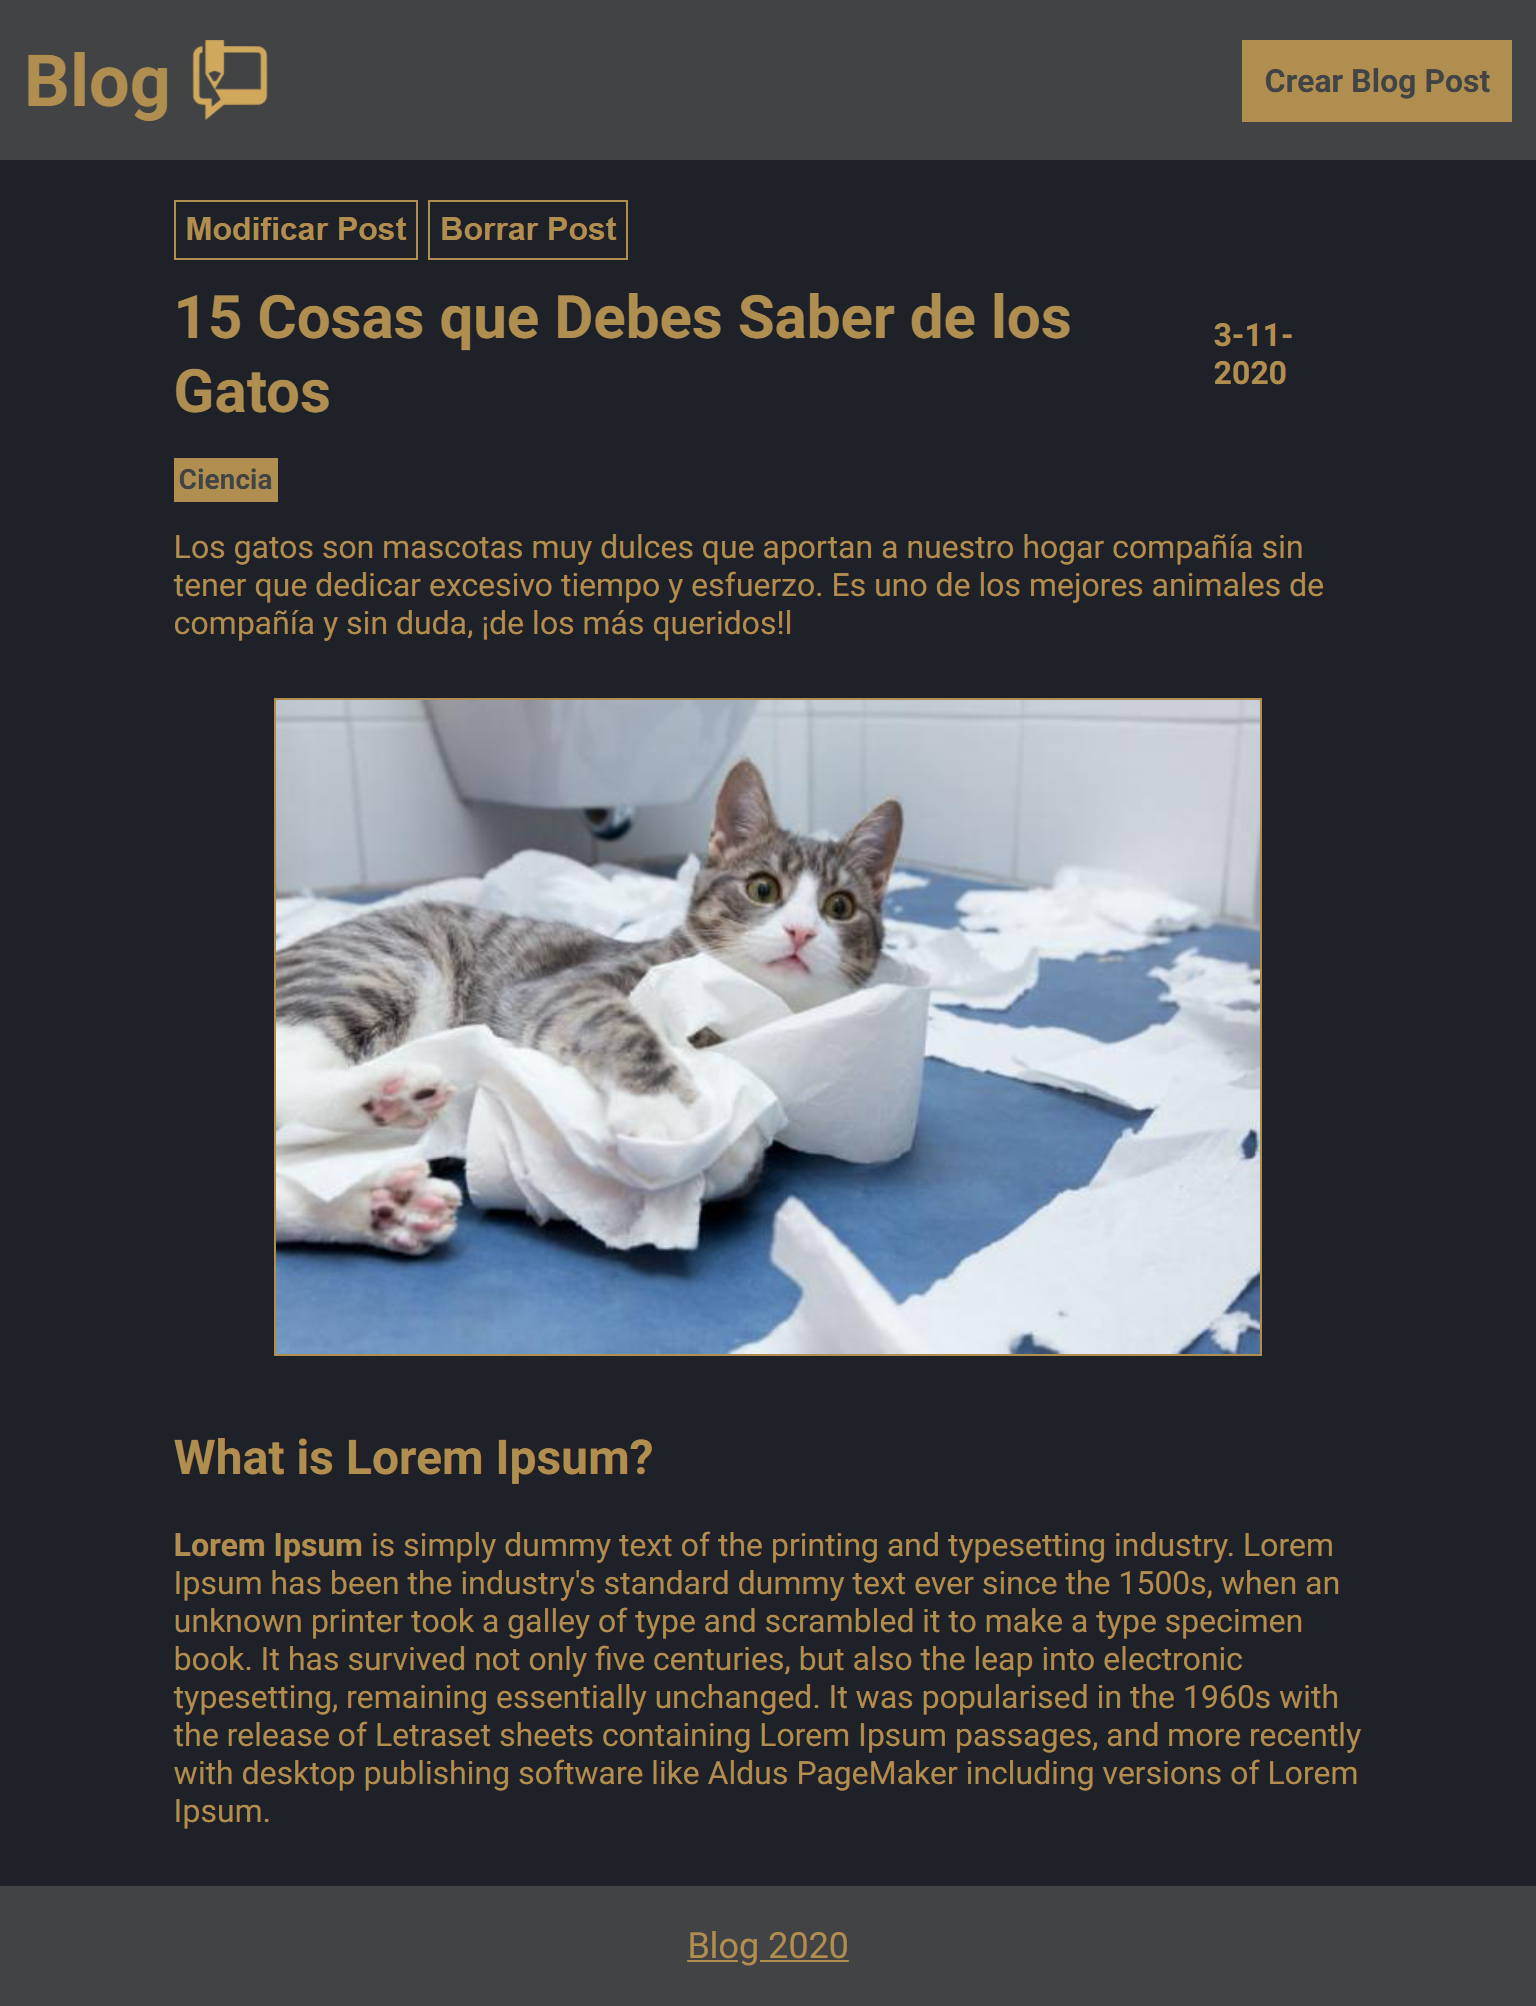 Blog
Crear Blog Post
Modificar Post
Borrar Post
15 Cosas que Debes Saber de los
Gatos
3-11-
2020
Ciencia
Los gatos son mascotas muy dulces que aportan a nuestro hogar compañía sin
tener que dedicar excesivo tiempo y esfuerzo. Es uno de los mejores animales de
compañía y sin duda, ¡de los más queridos!l
What is Lorem Ipsum?
Lorem Ipsum is simply dummy text of the printing and typesetting industry. Lorem
Ipsum has been the industry's standard dummy text ever since the 1500s, when an
unknown printer took a galley of type and scrambled it to make a type specimen
book. It has survived not only five centuries, but also the leap into electronic
typesetting, remaining essentially unchanged. It was popularised in the 1960s with
the release of Letraset sheets containing Lorem Ipsum passages, and more recently
with desktop publishing software like Aldus PageMaker including versions of Lorem
Ipsum.
Blog 2020